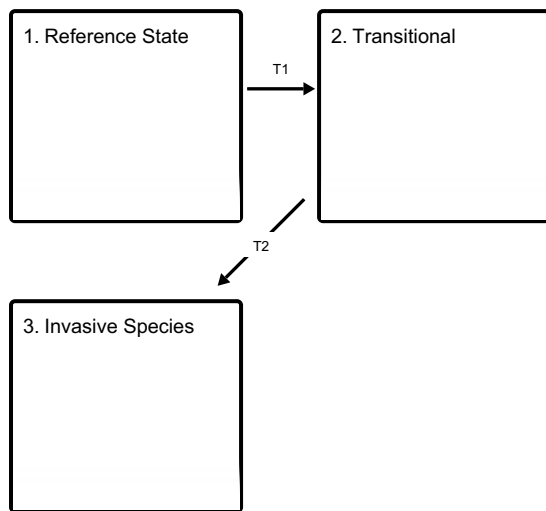 1. Reference State
2. Transitional
T1
T2
3. Invasive Species